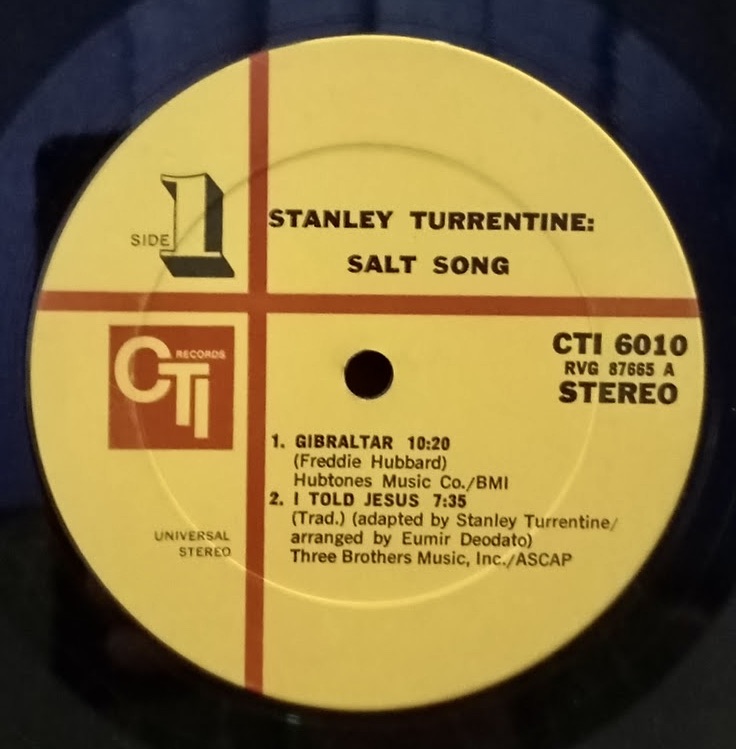 SIDE 1
STANLEY TURRENTINE:
SALT SONG
CTI RECORDS
CTI 6010
RVG 87665 A
STEREO
1. GIBRALTAR 10:20
(Freddie Hubbard)
Hubtones Music Co./BMI
2. I TOLD JESUS 7:35
(Trad.) (adapted by Stanley Turrentine/
arranged by Eumir Deodato)
Three Brothers Music, Inc./ASCAP
UNIVERSAL
STEREO